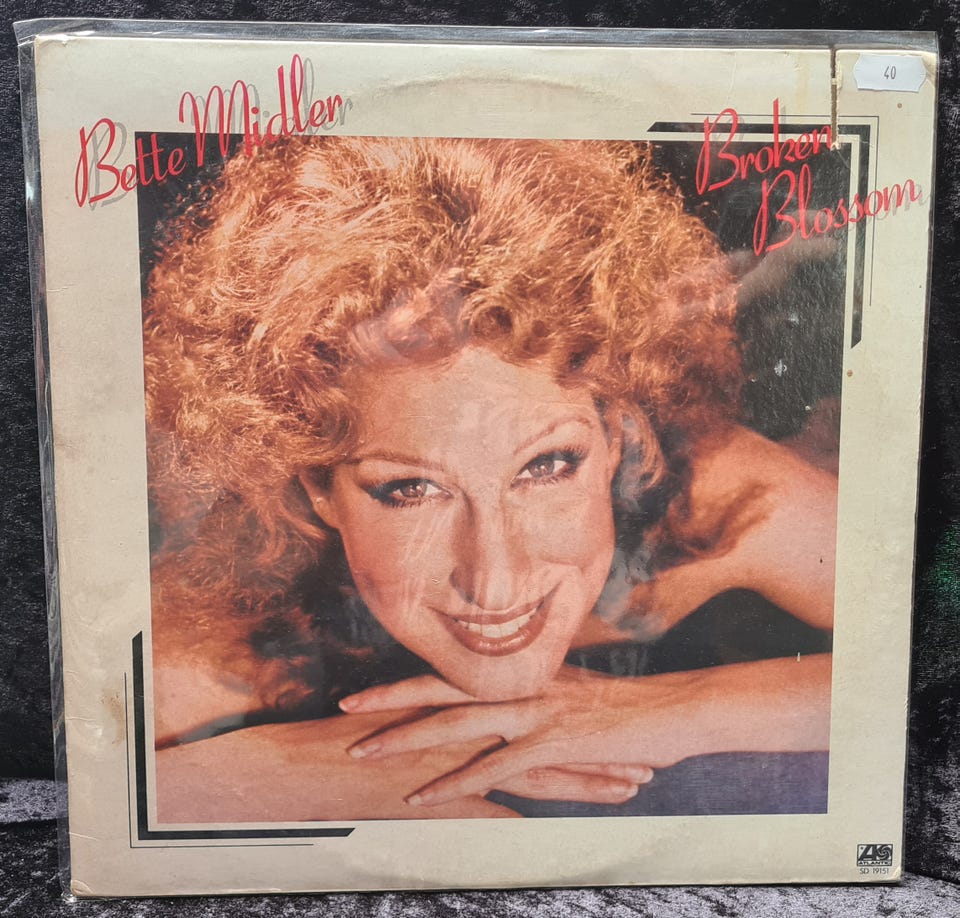 Bette Midler
Broken
Blossom
40
ATLANTIC
SD 19151